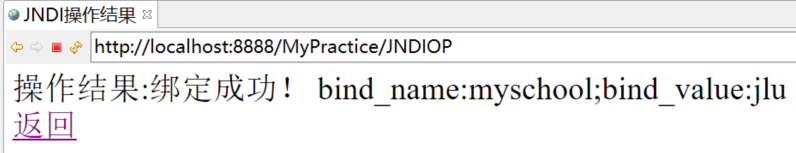 JNDI操作结果
http://localhost:8888/MyPractice/JNDIOP
操作结果:绑定成功！ bind_name:myschool;bind_value:jlu
返回